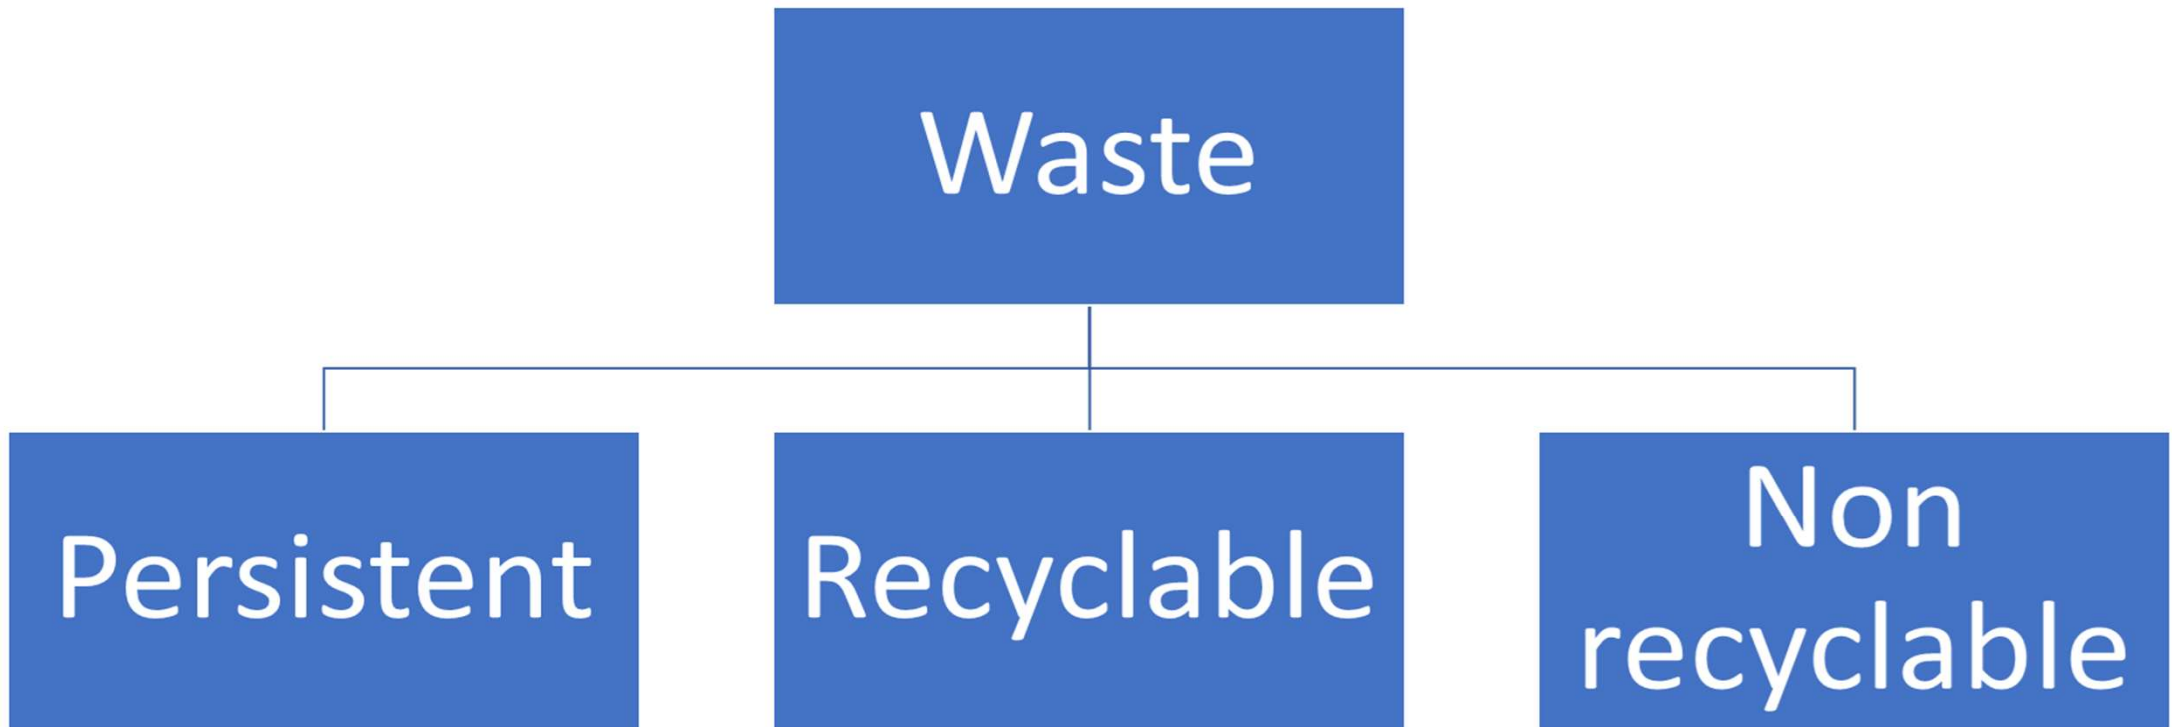 Waste
Persistent
Recyclable
Non
recyclable